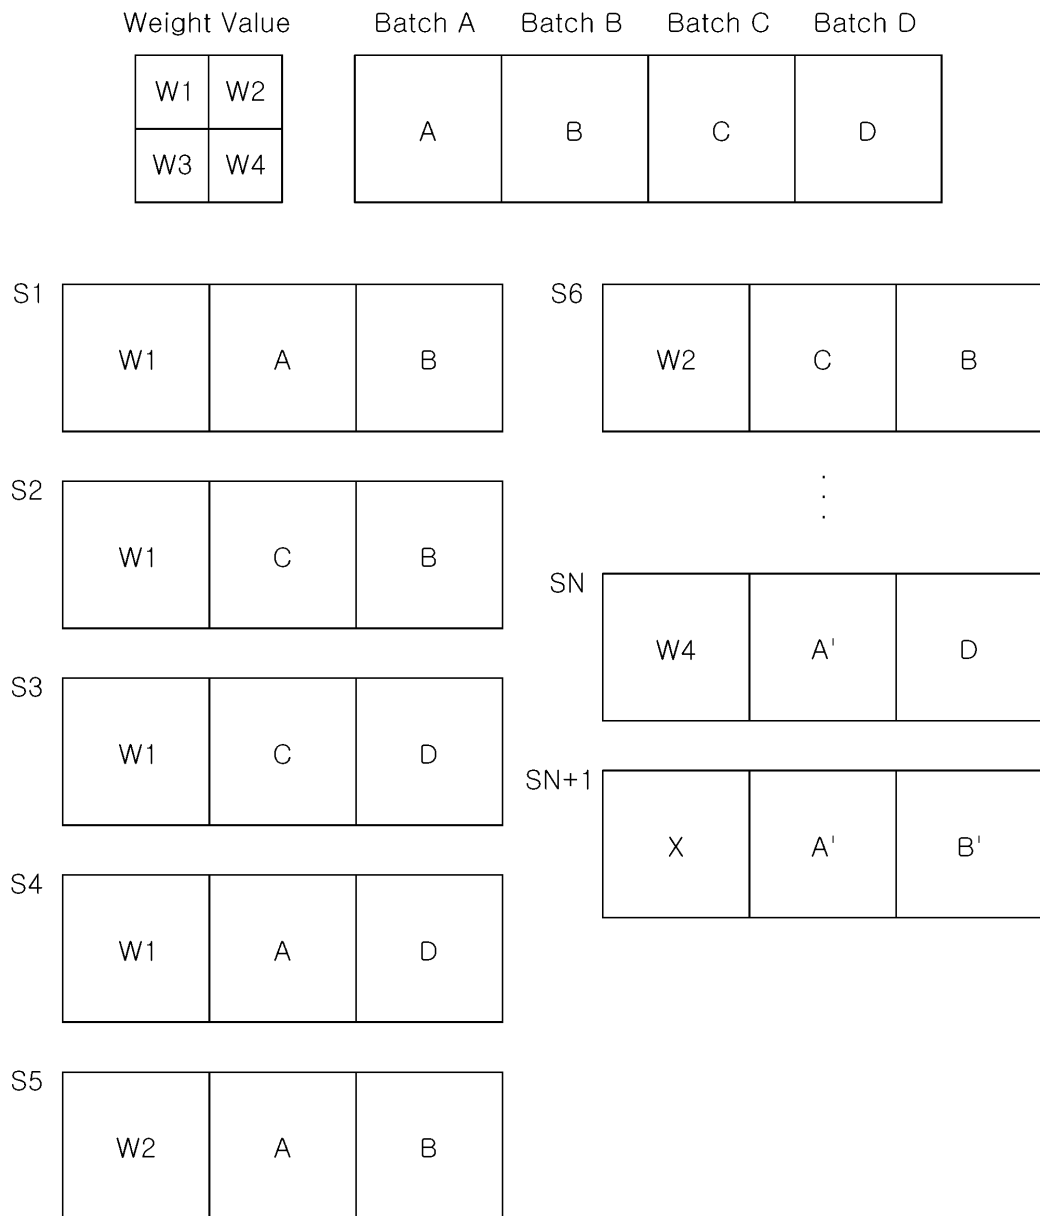 Weight Value
Batch A Batch B Batch C Batch D
W1 W2
W3 W4
A B C D
S1
W1 A B
S2
W1 C B
S3
W1 C D
S4
W1 A D
S5
W2 A B
S6
W2 C B
SN
W4 A' D
SN+1
X A' B'